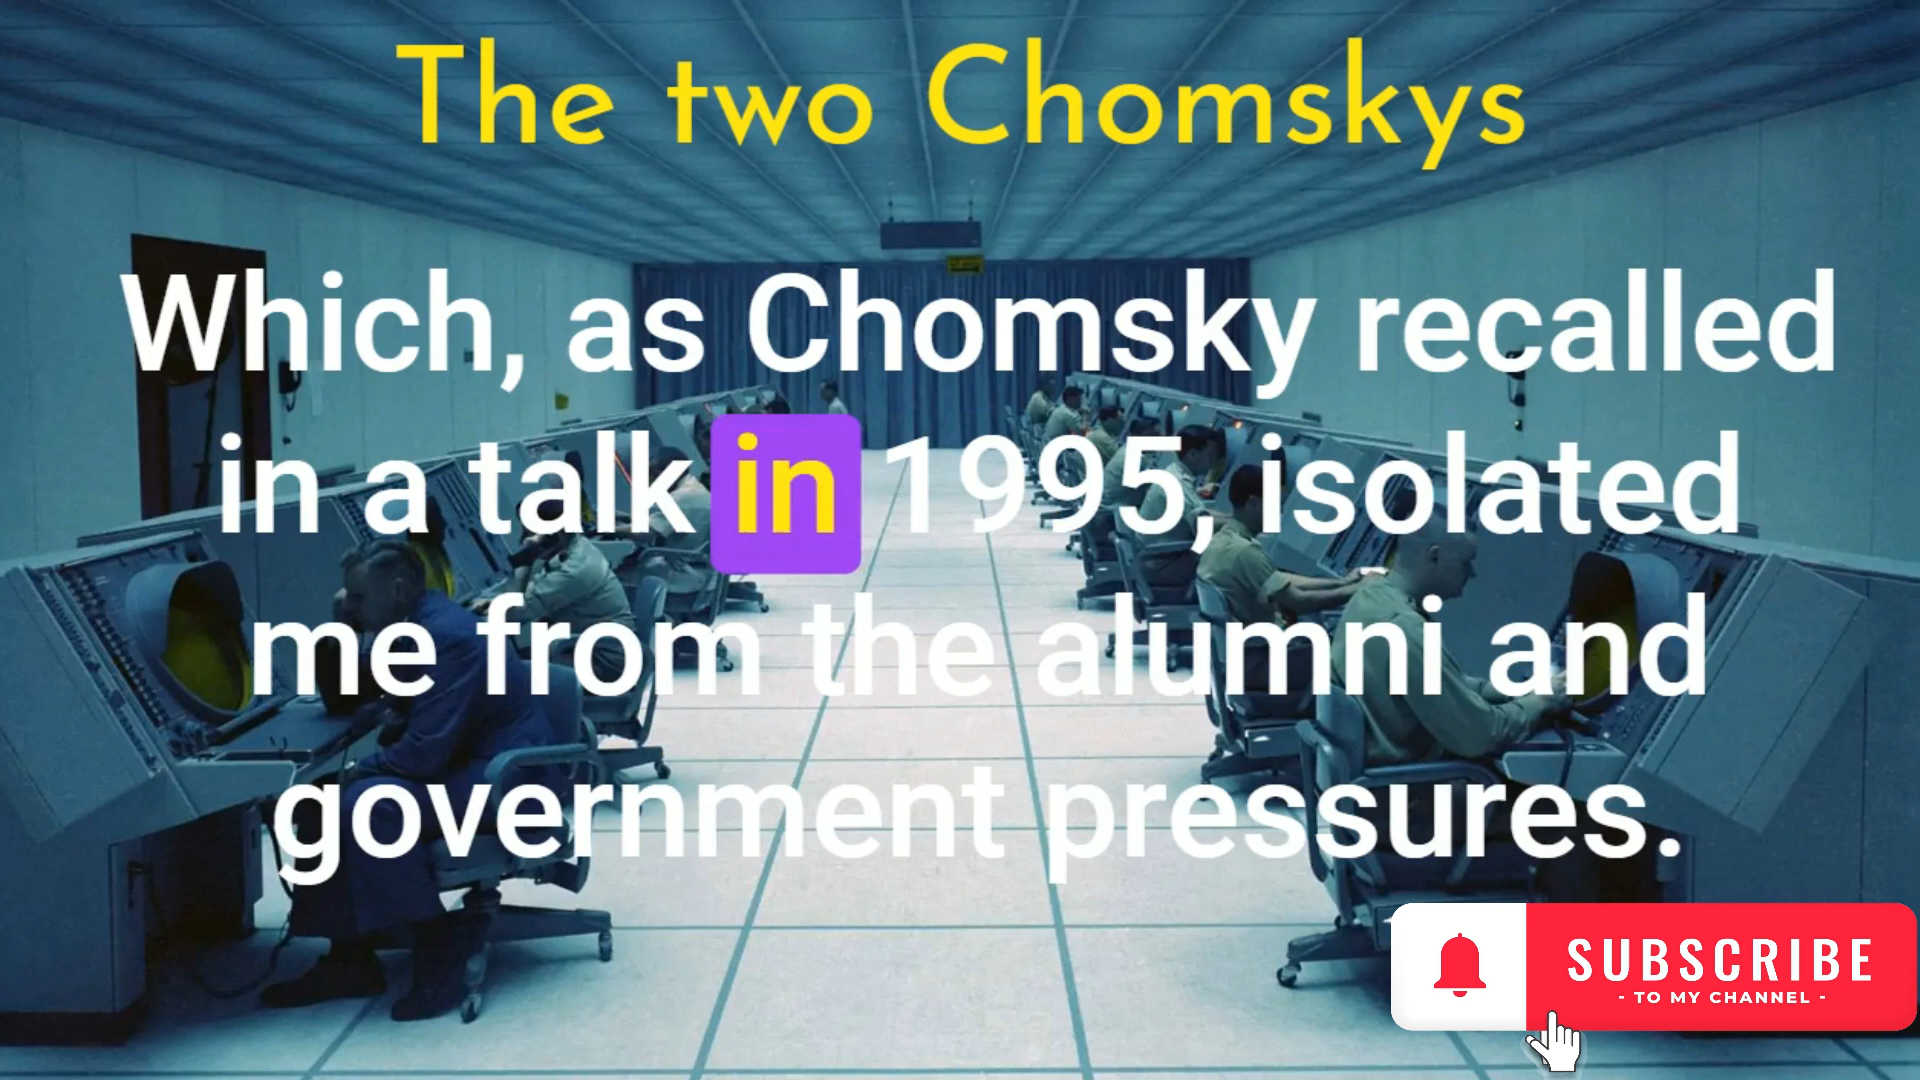 The two Chomskys
Which, as Chomsky recalled
in a talk in 1995, isolated
me from the alumni and
government pressures.
SUBSCRIBE
- TO MY CHANNEL -